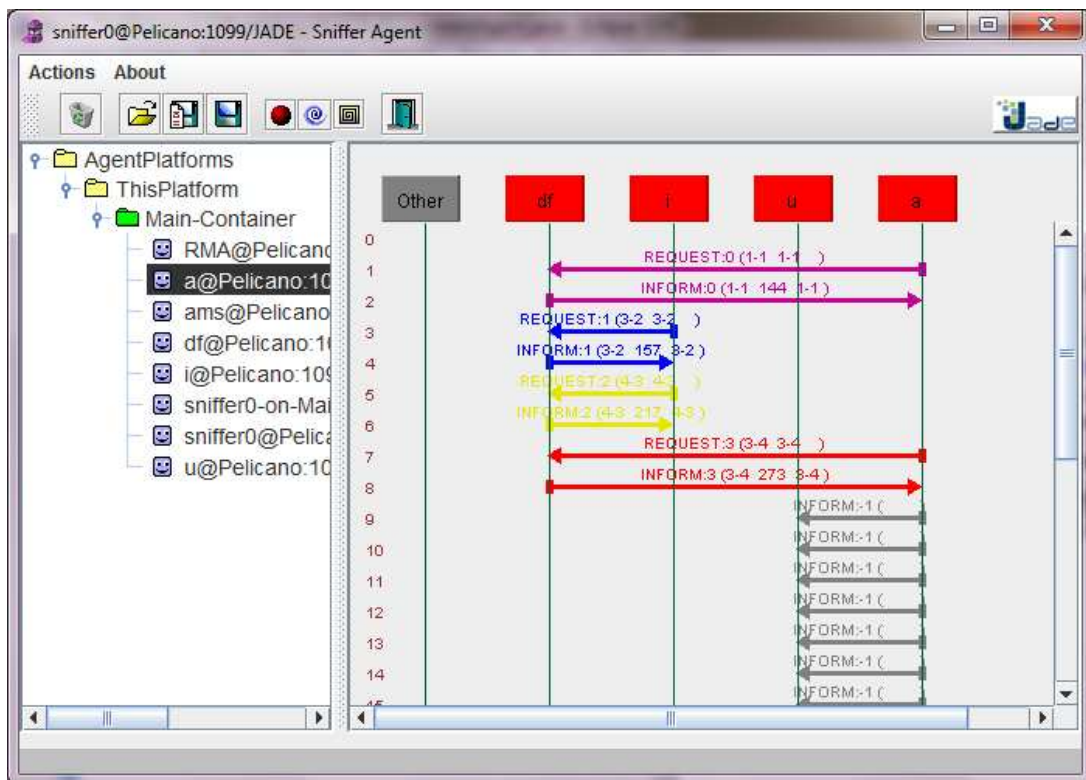 sniffer0@Pelicano:1099/JADE - Sniffer Agent
Actions About
Jade
AgentPlatforms
ThisPlatform
Main-Container
RMA@Pelicano
a@Pelicano:10
ams@Pelicano
df@Pelicano:10
i@Pelicano:109
sniffer0-on-Mai
sniffer0@Pelica
u@Pelicano:10
Other df i u a
0
REQUEST:0 (1-1 1-1 )
1
INFORM:0 (1-1 144 1-1 )
2
REQUEST:1 (3-2 3-2 )
3
INFORM:1 (3-2 157 3-2 )
4
REQUEST:2 (4-3 4-3 )
5
INFORM:2 (4-3 217 4-3 )
6
REQUEST:3 (3-4 3-4 )
7
INFORM:3 (3-4 273 3-4 )
8
INFORM:-1 (
9
INFORM:-1 (
10
INFORM:-1 (
11
INFORM:-1 (
12
INFORM:-1 (
13
INFORM:-1 (
14
INFORM:-1 (
15